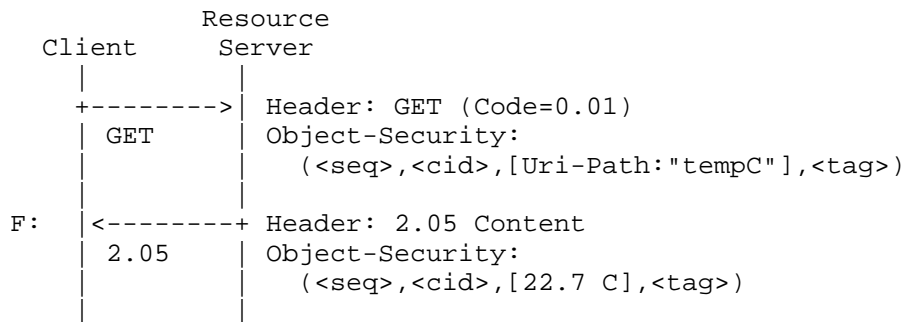 Resource
Client Server
| |
+-------->| Header: GET (Code=0.01)
| GET | Object-Security:
| | (<seq>,<cid>,[Uri-Path:"tempC"],<tag>)
| |
F: |<--------+ Header: 2.05 Content
| 2.05 | Object-Security:
| | (<seq>,<cid>,[22.7 C],<tag>)
| |